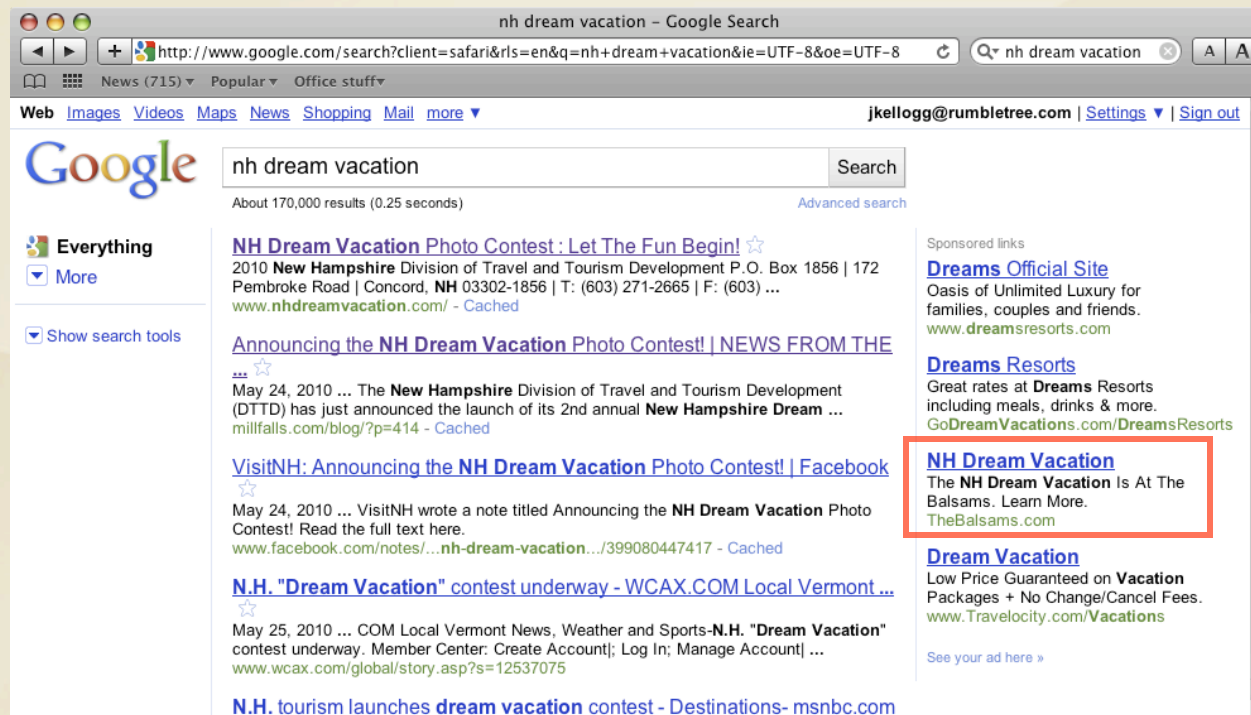 nh dream vacation – Google Search
http://www.google.com/search?client=safari&rls=en&q=nh+dream+vacation&ie=UTF-8&oe=UTF-8
nh dream vacation
A A
News (715) Popular Office stuff
Web Images Videos Maps News Shopping Mail more ▼
jkellogg@rumbletree.com | Settings ▼ | Sign out
Google
nh dream vacation
Search
About 170,000 results (0.25 seconds)
Advanced search
Everything
More
Show search tools
NH Dream Vacation Photo Contest : Let The Fun Begin!
2010 New Hampshire Division of Travel and Tourism Development P.O. Box 1856 | 172
Pembroke Road | Concord, NH 03302-1856 | T: (603) 271-2665 | F: (603) ...
www.nhdreamvacation.com/ - Cached
Announcing the NH Dream Vacation Photo Contest! | NEWS FROM THE
...
May 24, 2010 ... The New Hampshire Division of Travel and Tourism Development
(DTTD) has just announced the launch of its 2nd annual New Hampshire Dream ...
millfalls.com/blog/?p=414 - Cached
VisitNH: Announcing the NH Dream Vacation Photo Contest! | Facebook
May 24, 2010 ... VisitNH wrote a note titled Announcing the NH Dream Vacation Photo
Contest! Read the full text here.
www.facebook.com/notes/...nh-dream-vacation.../399080447417 - Cached
N.H. "Dream Vacation" contest underway - WCAX.COM Local Vermont ...
May 25, 2010 ... COM Local Vermont News, Weather and Sports-N.H. "Dream Vacation"
contest underway. Member Center: Create Account|; Log In; Manage Account| ...
www.wcax.com/global/story.asp?s=12537075
N.H. tourism launches dream vacation contest - Destinations- msnbc.com
Sponsored links
Dreams Official Site
Oasis of Unlimited Luxury for
families, couples and friends.
www.dreamsresorts.com
Dreams Resorts
Great rates at Dreams Resorts
including meals, drinks & more.
GoDreamVacations.com/DreamsResorts
NH Dream Vacation
The NH Dream Vacation Is At The
Balsams. Learn More.
TheBalsams.com
Dream Vacation
Low Price Guaranteed on Vacation
Packages + No Change/Cancel Fees.
www.Travelocity.com/Vacations
See your ad here »